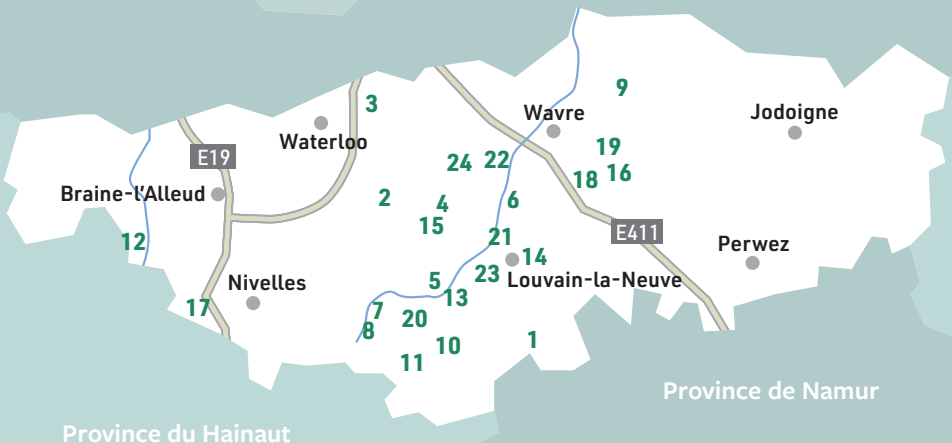 9
3
Wavre
Jodoigne
Waterloo
E19
24
22
19
18
16
Braine-l'Alleud
2
4
6
15
12
21
E411
14
Perwez
Nivelles
5
23
Louvain-la-Neuve
17
7
13
8
20
10
1
11
Province de Namur
Province du Hainaut